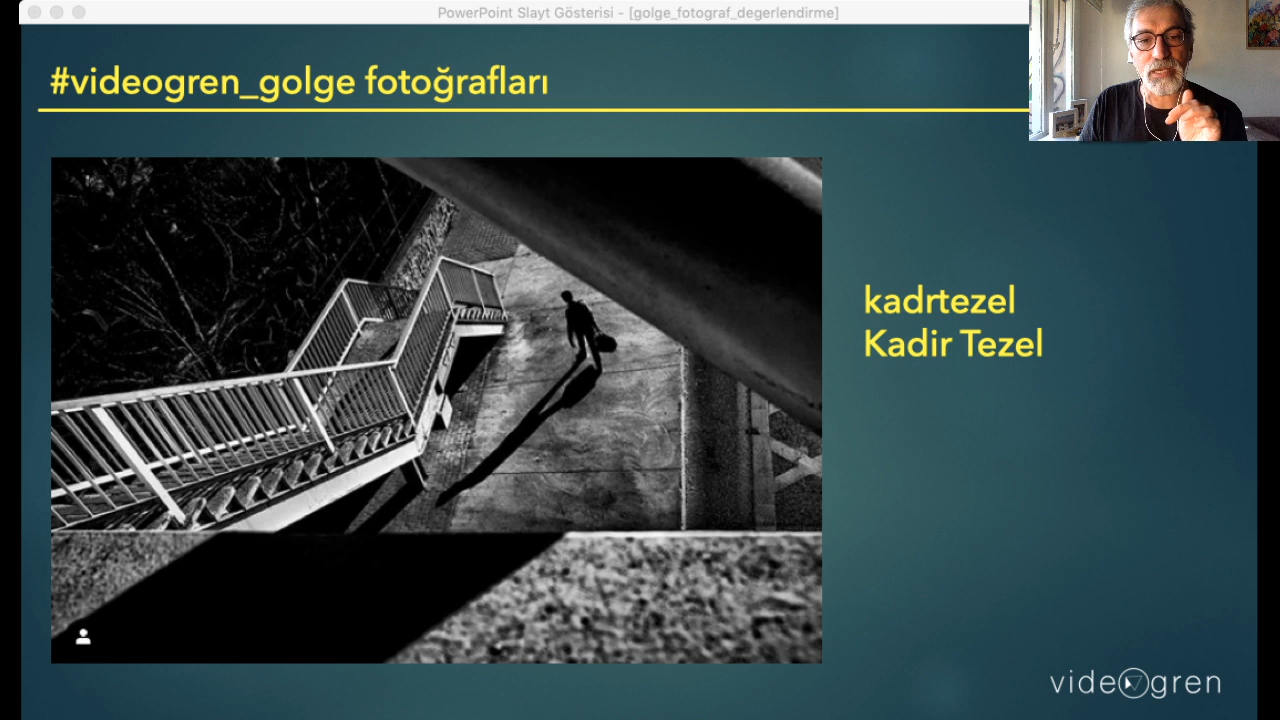 PowerPoint Slayt Gösterisi - [golge_fotograf_degerlendirme]
#videogren_golge fotoğrafları
kadrtezel
Kadir Tezel
videogren